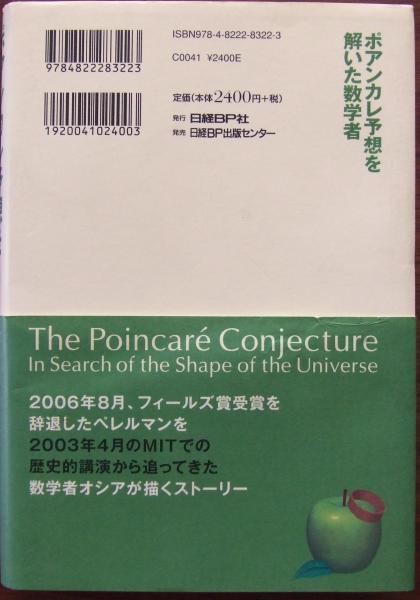 ISBN978-4-8222-8322-3
C0041 ¥2400E
9784822283223
1920041024003
定価(本体2400円+税)
発行 日経BP社
発売 日経BP出版センター
ポアンカレ予想を
解いた数学者
The Poincaré Conjecture
In Search of the Shape of the Universe
2006年8月、フィールズ賞受賞を
辞退したペレルマンを
2003年4月のMITでの
歴史的講演から追ってきた
数学者オシアが描くストーリー